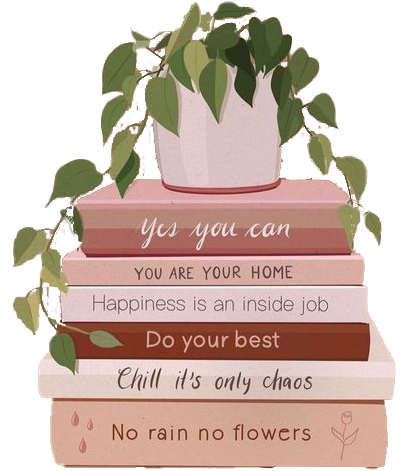 Yes you can
YOU ARE YOUR HOME
Happiness is an inside job
Do your best
Chill it's only chaos
No rain no flowers